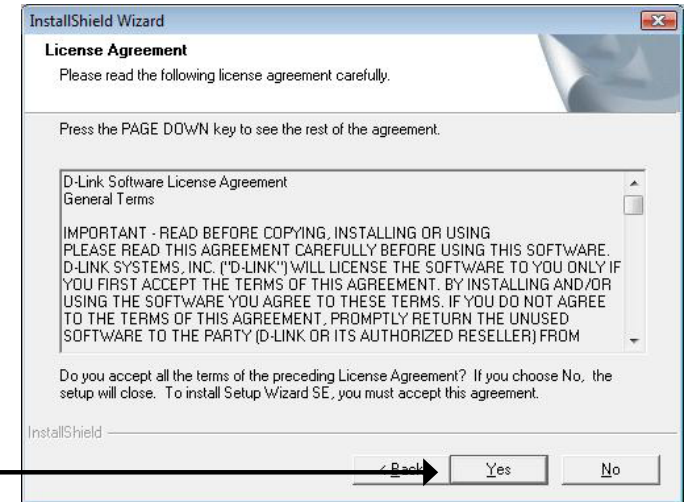 InstallShield Wizard
License Agreement
Please read the following license agreement carefully.
Press the PAGE DOWN key to see the rest of the agreement.
D-Link Software License Agreement
General Terms
IMPORTANT - READ BEFORE COPYING, INSTALLING OR USING
PLEASE READ THIS AGREEMENT CAREFULLY BEFORE USING THIS SOFTWARE.
D-LINK SYSTEMS, INC. ("D-LINK") WILL LICENSE THE SOFTWARE TO YOU ONLY IF
YOU FIRST ACCEPT THE TERMS OF THIS AGREEMENT. BY INSTALLING AND/OR
USING THE SOFTWARE YOU AGREE TO THESE TERMS. IF YOU DO NOT AGREE
TO THE TERMS OF THIS AGREEMENT, PROMPTLY RETURN THE UNUSED
SOFTWARE TO THE PARTY (D-LINK OR ITS AUTHORIZED RESELLER) FROM
Do you accept all the terms of the preceding License Agreement? If you choose No, the
setup will close. To install Setup Wizard SE, you must accept this agreement.
InstallShield
< Back Yes No